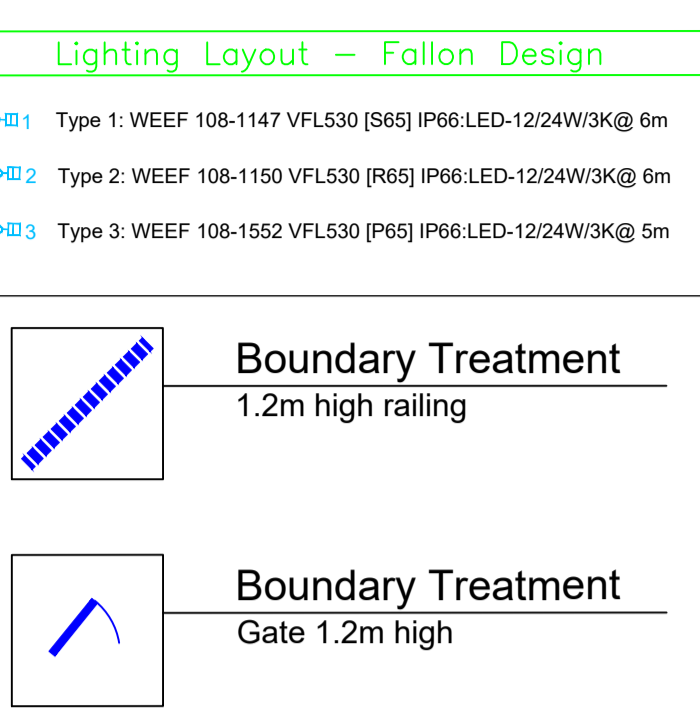 Lighting Layout – Fallon Design
1 Type 1: WEEF 108-1147 VFL530 [S65] IP66:LED-12/24W/3K@ 6m
2 Type 2: WEEF 108-1150 VFL530 [R65] IP66:LED-12/24W/3K@ 6m
3 Type 3: WEEF 108-1552 VFL530 [P65] IP66:LED-12/24W/3K@ 5m
Boundary Treatment
1.2m high railing
Boundary Treatment
Gate 1.2m high